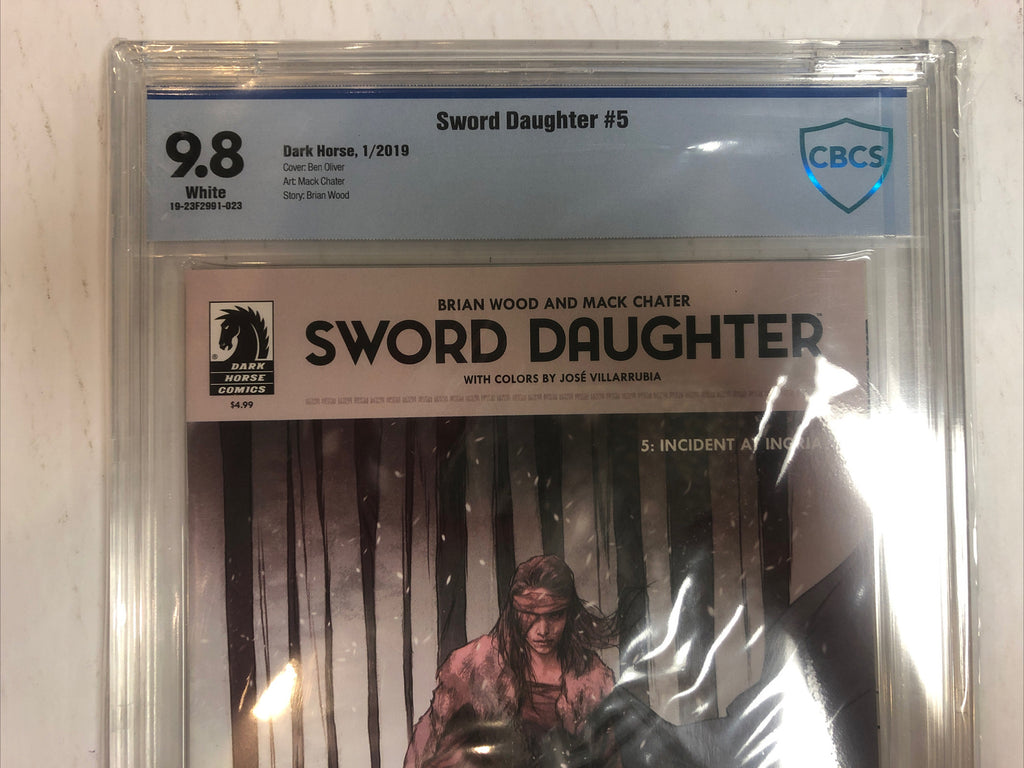 Sword Daughter #5
9.8
White
19-23F2991-023
Dark Horse, 1/2019
Cover: Ben Oliver
Art: Mack Chater
Story: Brian Wood
CBCS
BRIAN WOOD AND MACK CHATER
SWORD DAUGHTER™
WITH COLORS BY JOSÉ VILLARRUBIA
®
DARK
HORSE
COMICS
$4.99
5: INCIDENT AT INGRIA